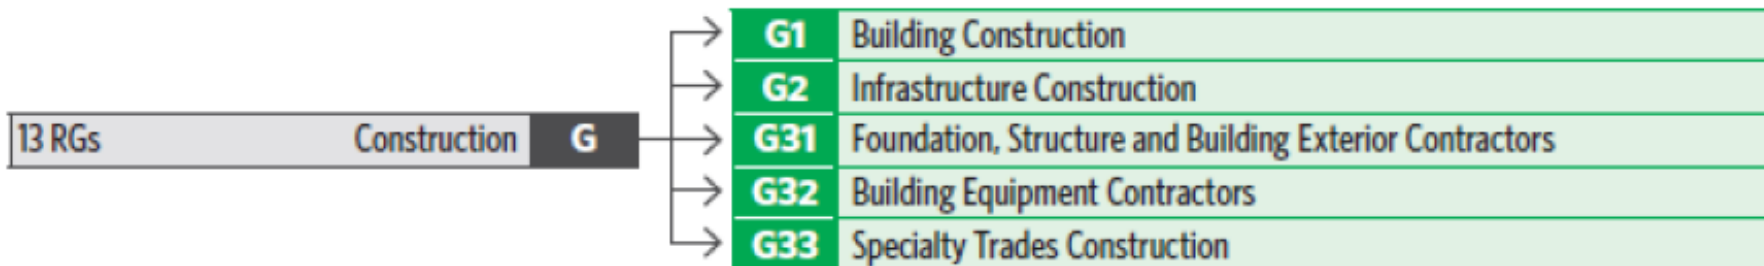 G1 Building Construction
G2 Infrastructure Construction
13 RGs Construction G
G31 Foundation, Structure and Building Exterior Contractors
G32 Building Equipment Contractors
G33 Specialty Trades Construction